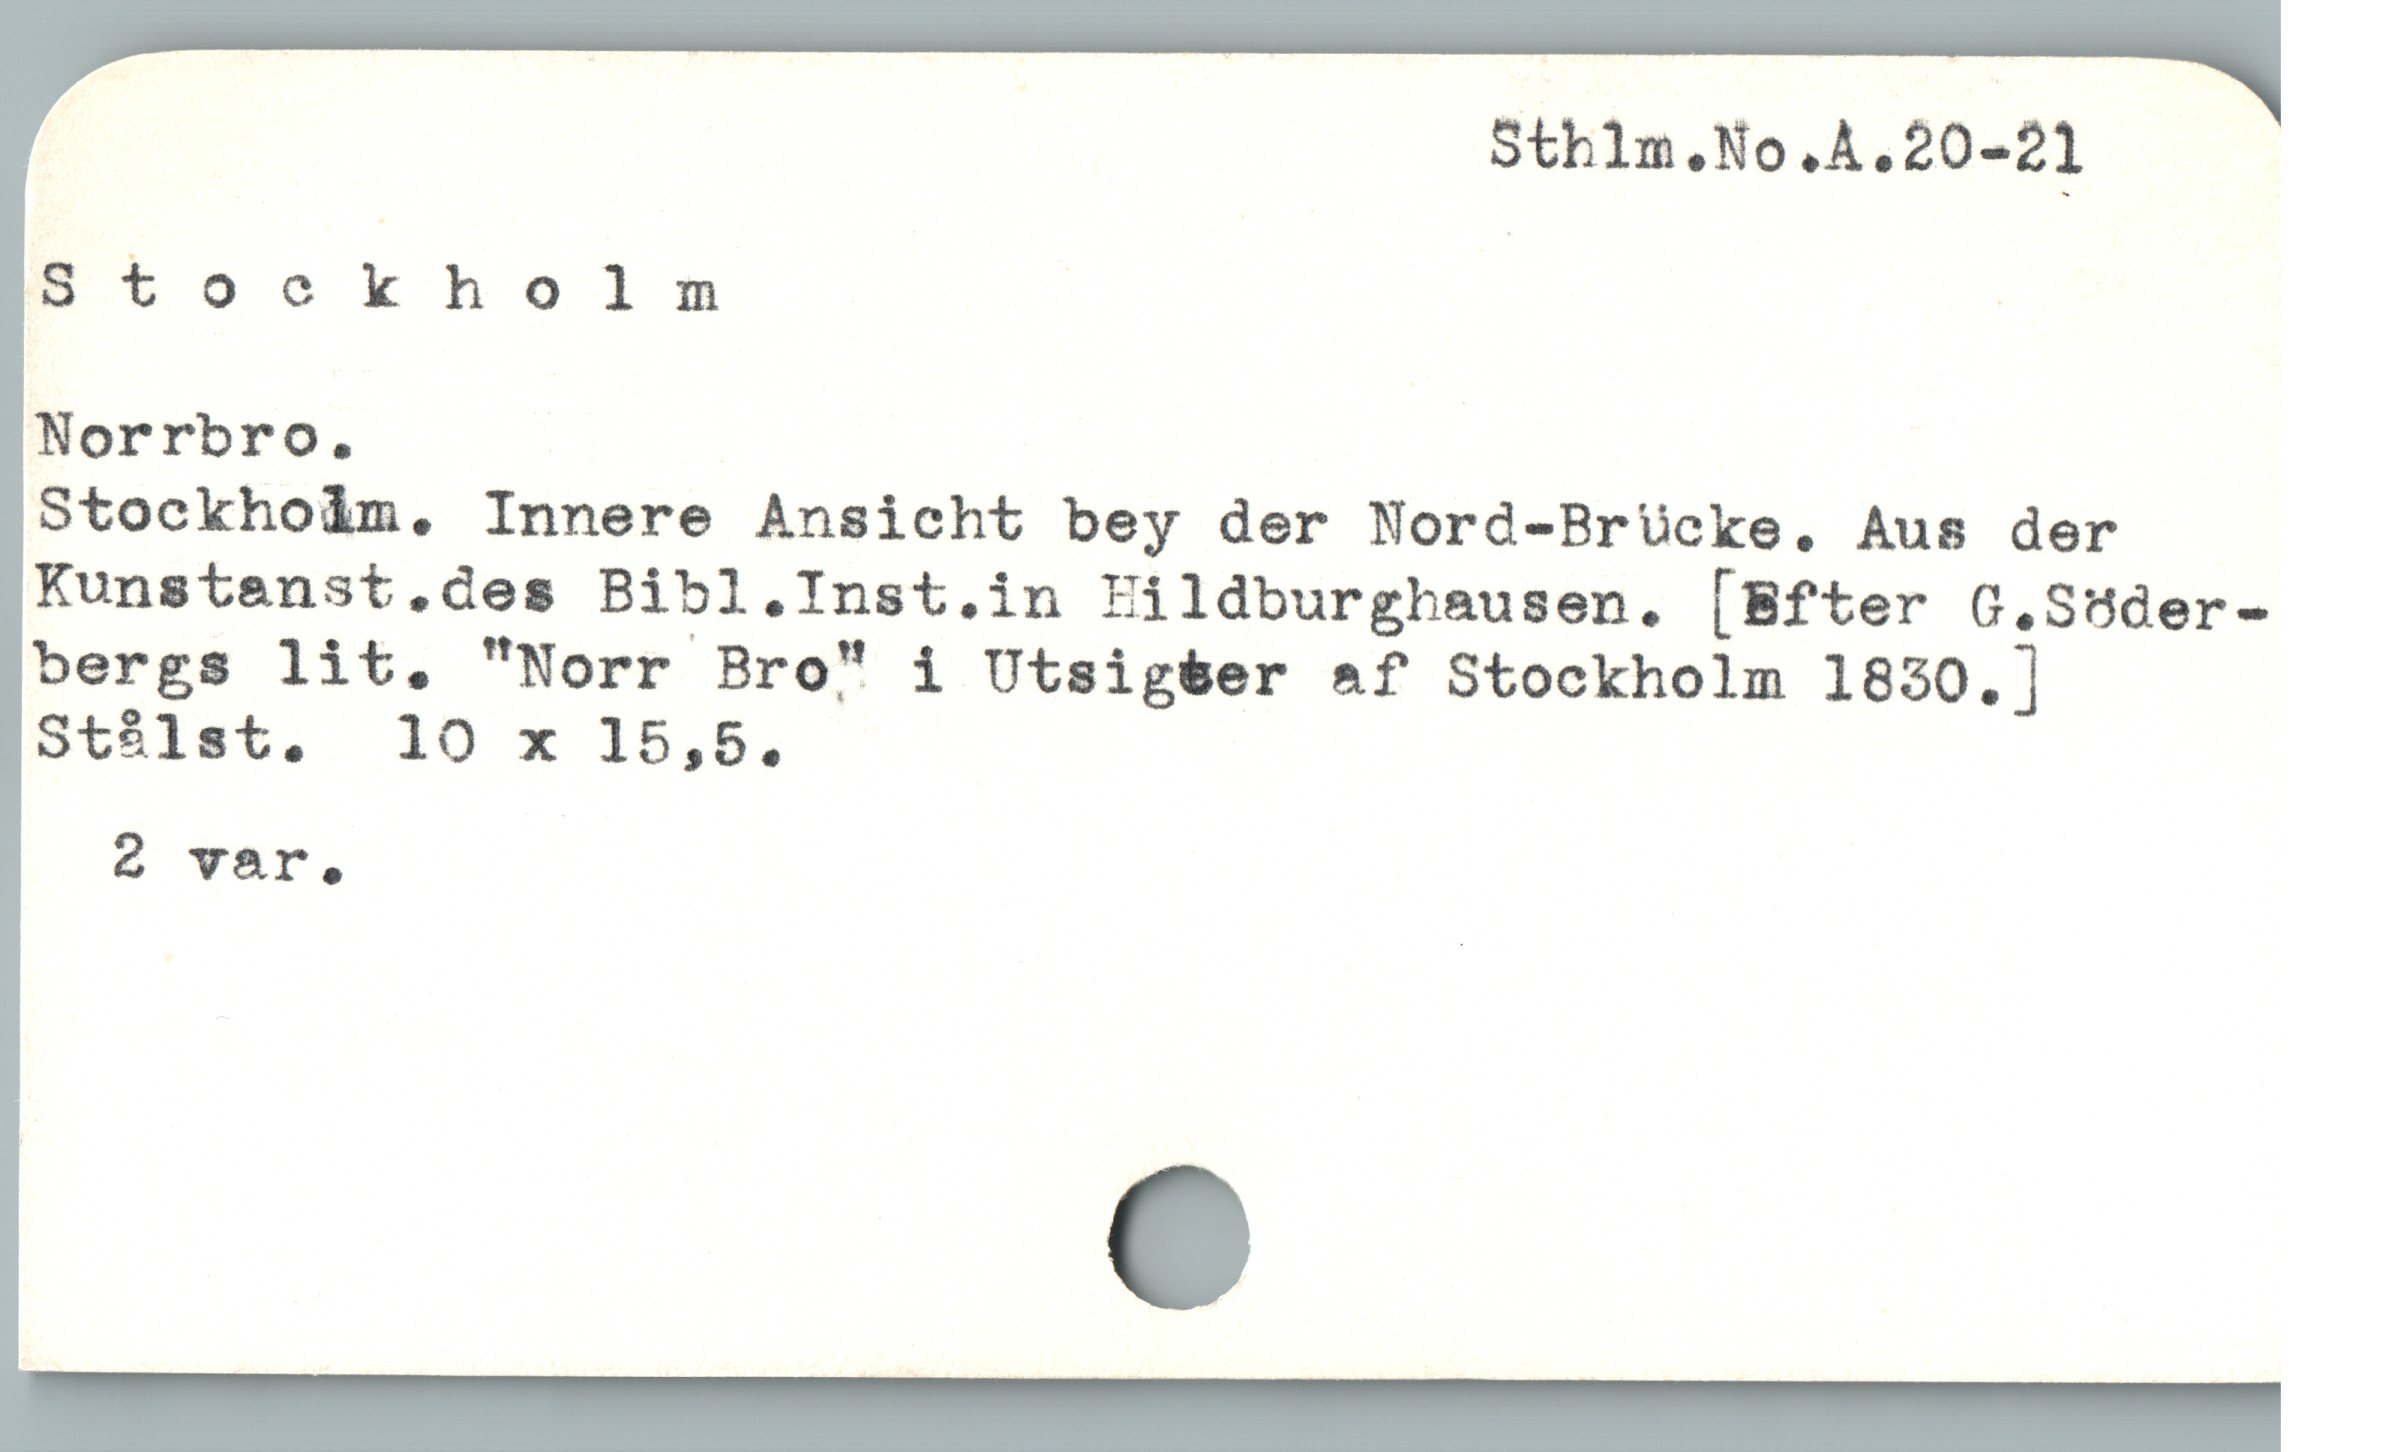 Sthlm.No.A.20-21
S t o c k h o l m
Norrbro.
Stockholm. Innere Ansicht bey der Nord-Brücke. Aus der
Kunstanst.des Bibl.Inst.in Hildburghausen. [Efter G.Söder-
bergs lit. "Norr Bro" i Utsigter af Stockholm 1830.]
Stålst. 10 x 15,5.
2 var.